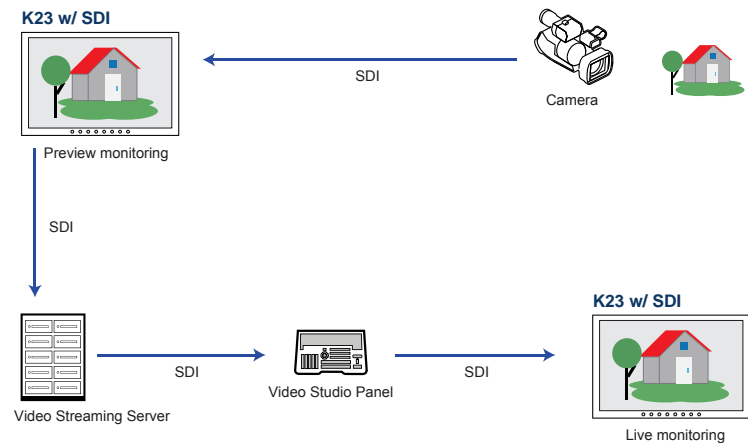 K23 w/ SDI
SDI
Camera
Preview monitoring
SDI
K23 w/ SDI
SDI
Video Studio Panel
SDI
Video Streaming Server
Live monitoring